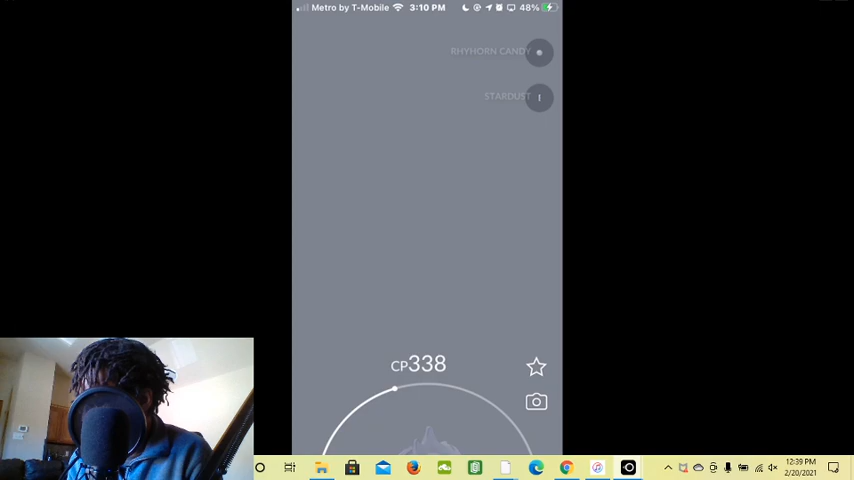 Metro by T-Mobile 3:10 PM 48%
RHYHORN CANDY
STARDUST
CP338
12:39 PM
2/20/2021